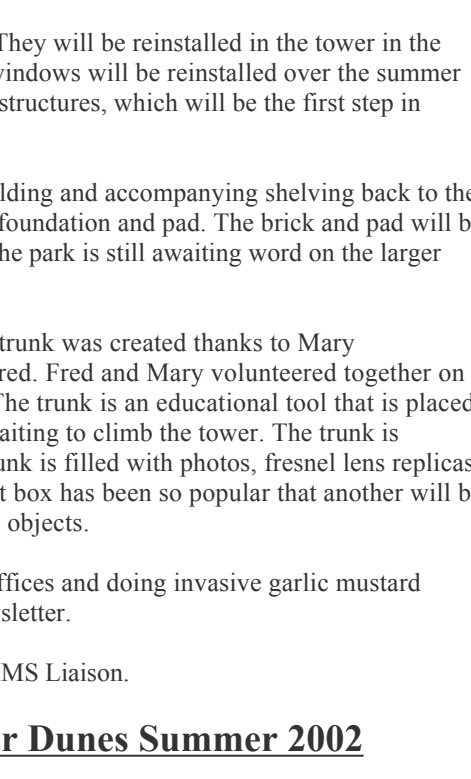 They will be reinstalled in the tower in the
windows will be reinstalled over the summer
structures, which will be the first step in
lding and accompanying shelving back to the
foundation and pad. The brick and pad will b
he park is still awaiting word on the larger
trunk was created thanks to Mary
red. Fred and Mary volunteered together on
The trunk is an educational tool that is placed
aiting to climb the tower. The trunk is
unk is filled with photos, fresnel lens replicas
t box has been so popular that another will b
objects.
ffices and doing invasive garlic mustard
sletter.
MS Liaison.
r Dunes Summer 2002